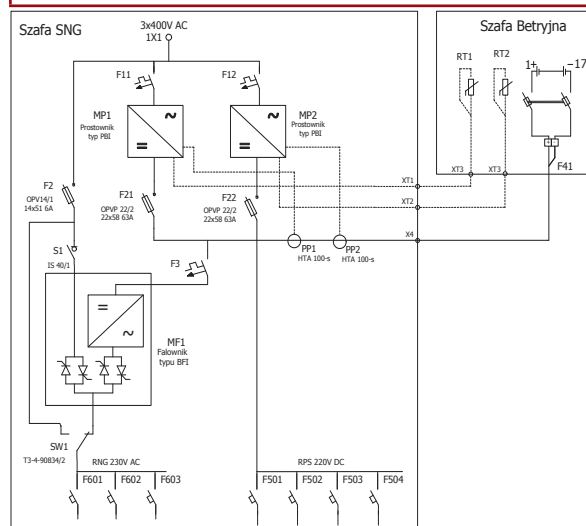 Szafa SNG
3x400V AC
1X1
Szafa Betryjna
RT1
RT2
1+
−17
F11
F12
MP1
Prostownik
typ PBI
MP2
Prostownik
typ PBI
F41
XT3
XT3
XT1
XT2
X4
F2
OPV14/1
14x51 6A
F21
OPVP 22/2
22x58 63A
F22
OPVP 22/2
22x58 63A
S1
IS 40/1
F3
PP1
HTA 100-s
PP2
HTA 100-s
MF1
Falownik
typu BFI
SW1
T3-4-90834/2
RNG 230V AC
RPS 220V DC
F601
F602
F603
F501
F502
F503
F504